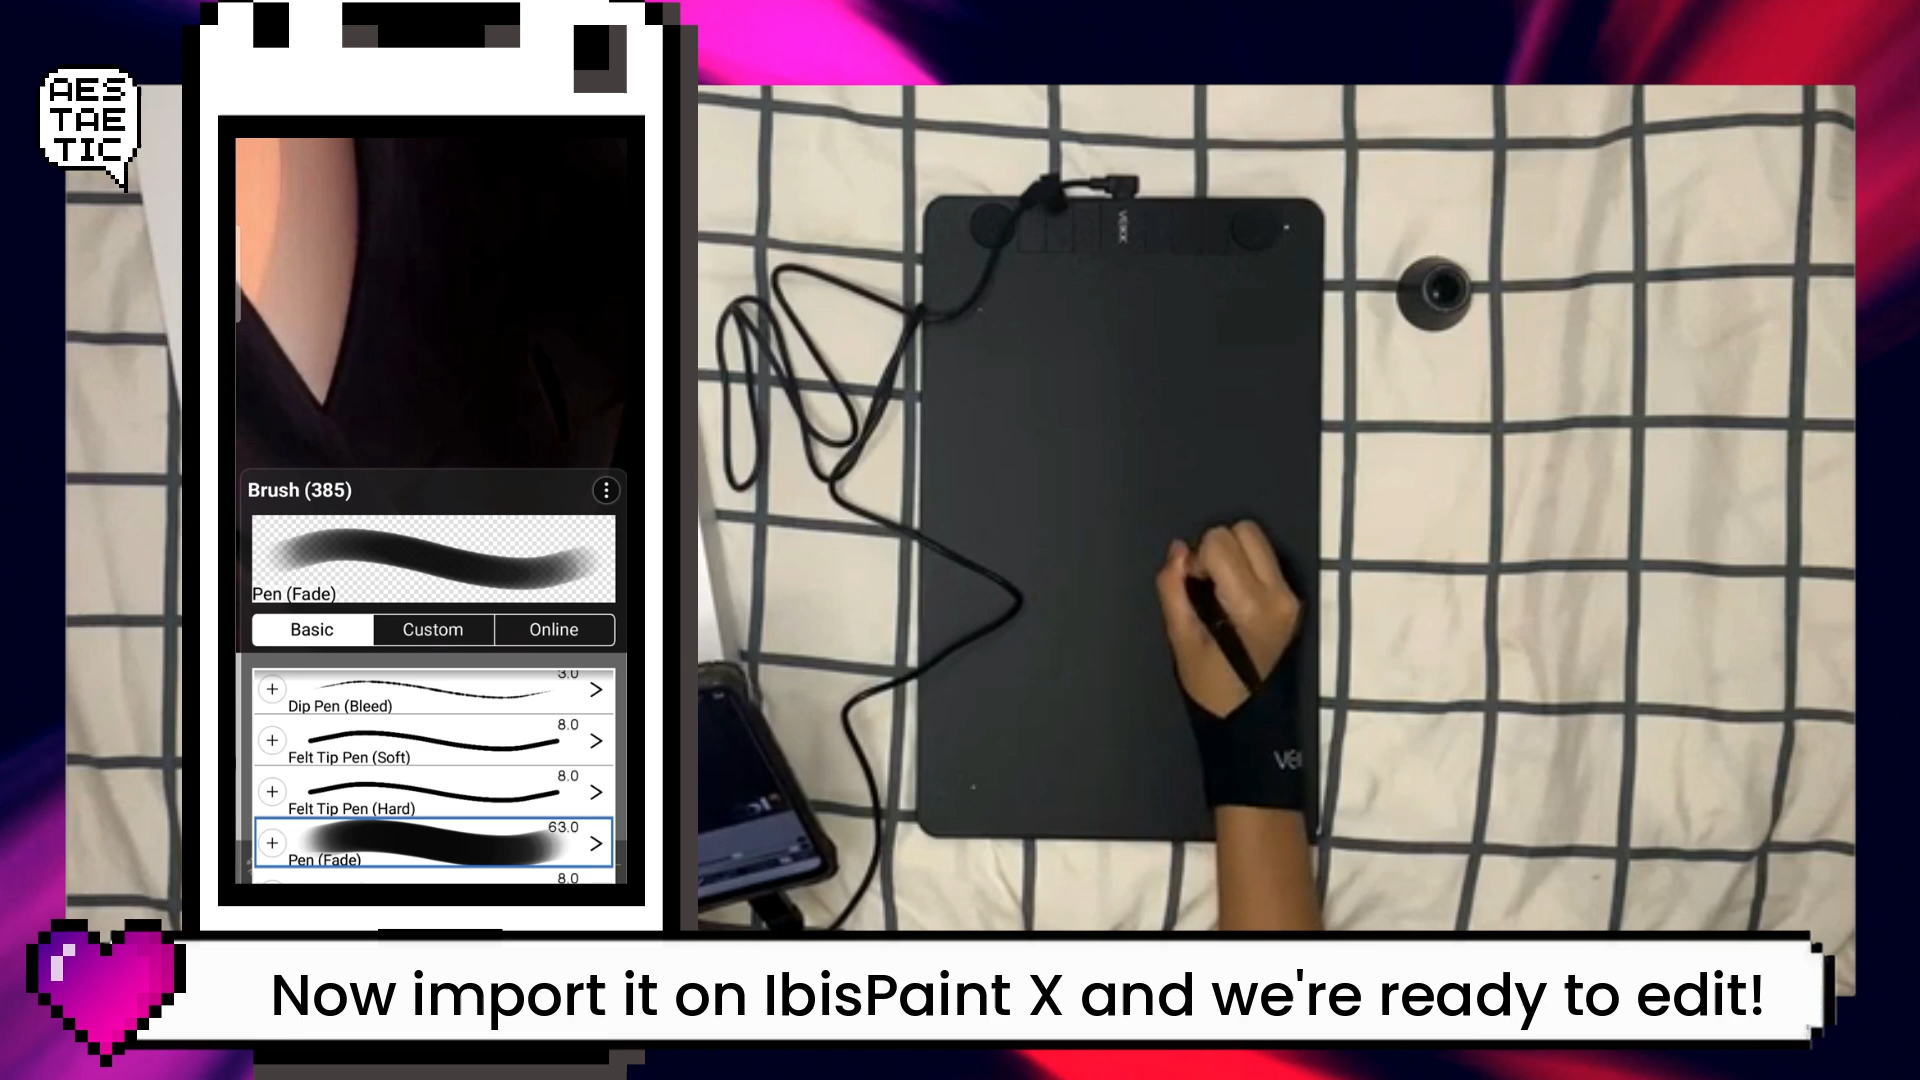 AES
TAE
TIC
VEIKK
Brush (385)
Pen (Fade)
Basic
Custom
Online
3.0
Dip Pen (Bleed)
8.0
Felt Tip Pen (Soft)
8.0
Felt Tip Pen (Hard)
63.0
Pen (Fade)
8.0
Now import it on IbisPaint X and we're ready to edit!